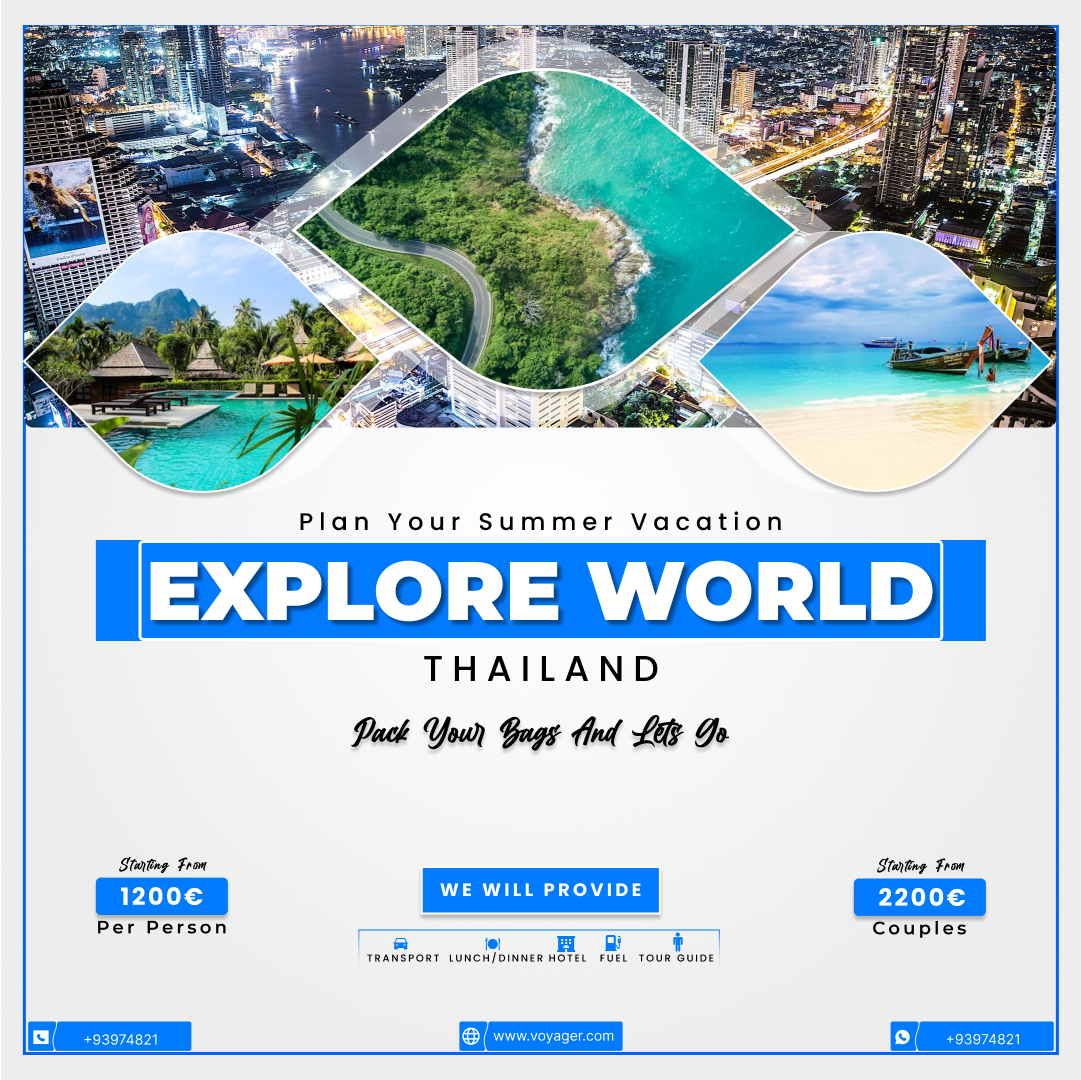 Plan Your Summer Vacation
EXPLORE WORLD
THAILAND
Pack Your Bags And Lets Go
Starting From
1200€
Per Person
WE WILL PROVIDE
TRANSPORT LUNCH/DINNER HOTEL FUEL TOUR GUIDE
Starting From
2200€
Couples
+93974821
www.voyager.com
+93974821